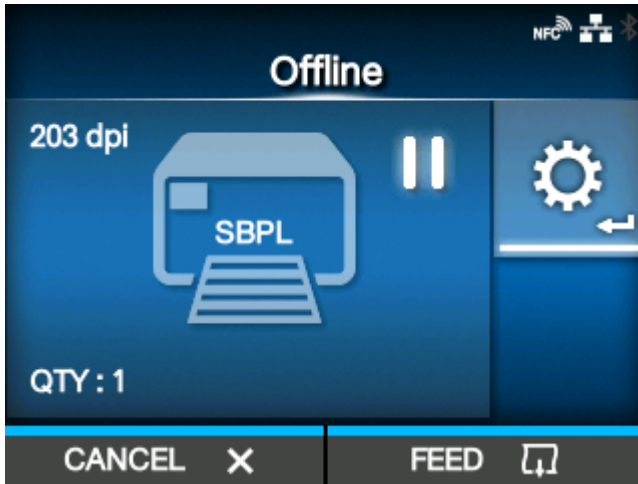 NFC
Offline
203 dpi
SBPL
QTY : 1
CANCEL
FEED